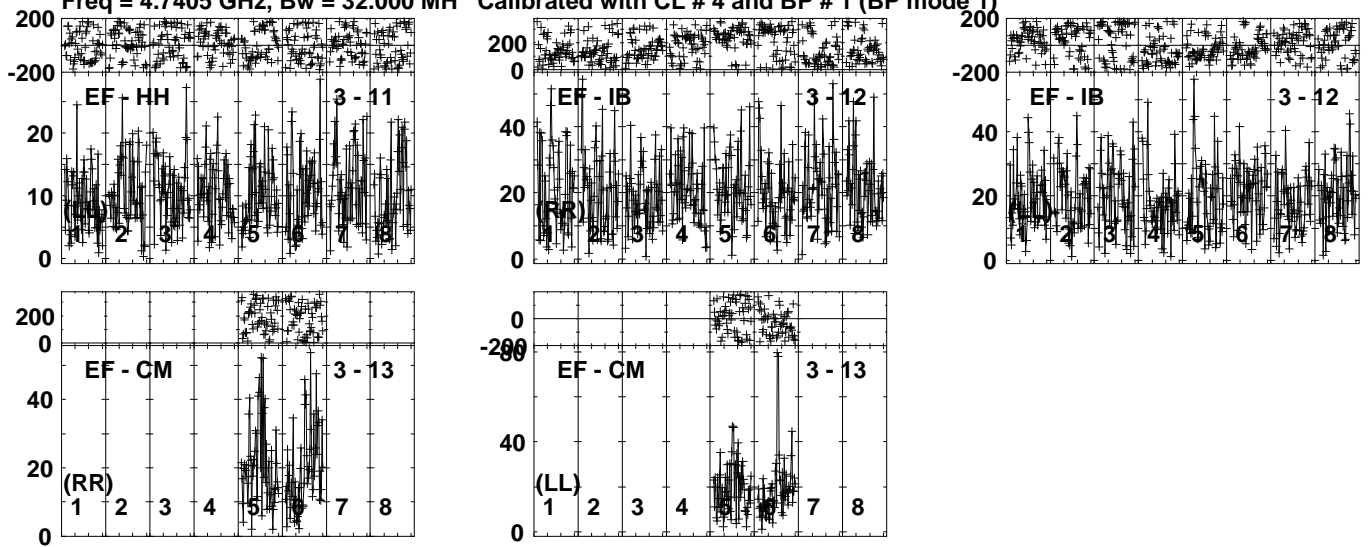 Freq = 4.7405 GHz, Bw = 32.000 MH Calibrated with CL # 4 and BP # 1 (BP mode 1)
200
-200
EF - HH 3 - 11
20
10
0
(LL)
1 2 3 4 5 6 7 8
200
0
EF - IB 3 - 12
40
20
0
(RR)
1 2 3 4 5 6 7 8
200
-200
EF - IB 3 - 12
40
20
0
(LL)
1 2 3 4 5 6 7 8
200
0
EF - CM 3 - 13
40
20
0
(RR)
1 2 3 4 5 6 7 8
0
-200
80
EF - CM 3 - 13
40
0
(LL)
1 2 3 4 5 6 7 8